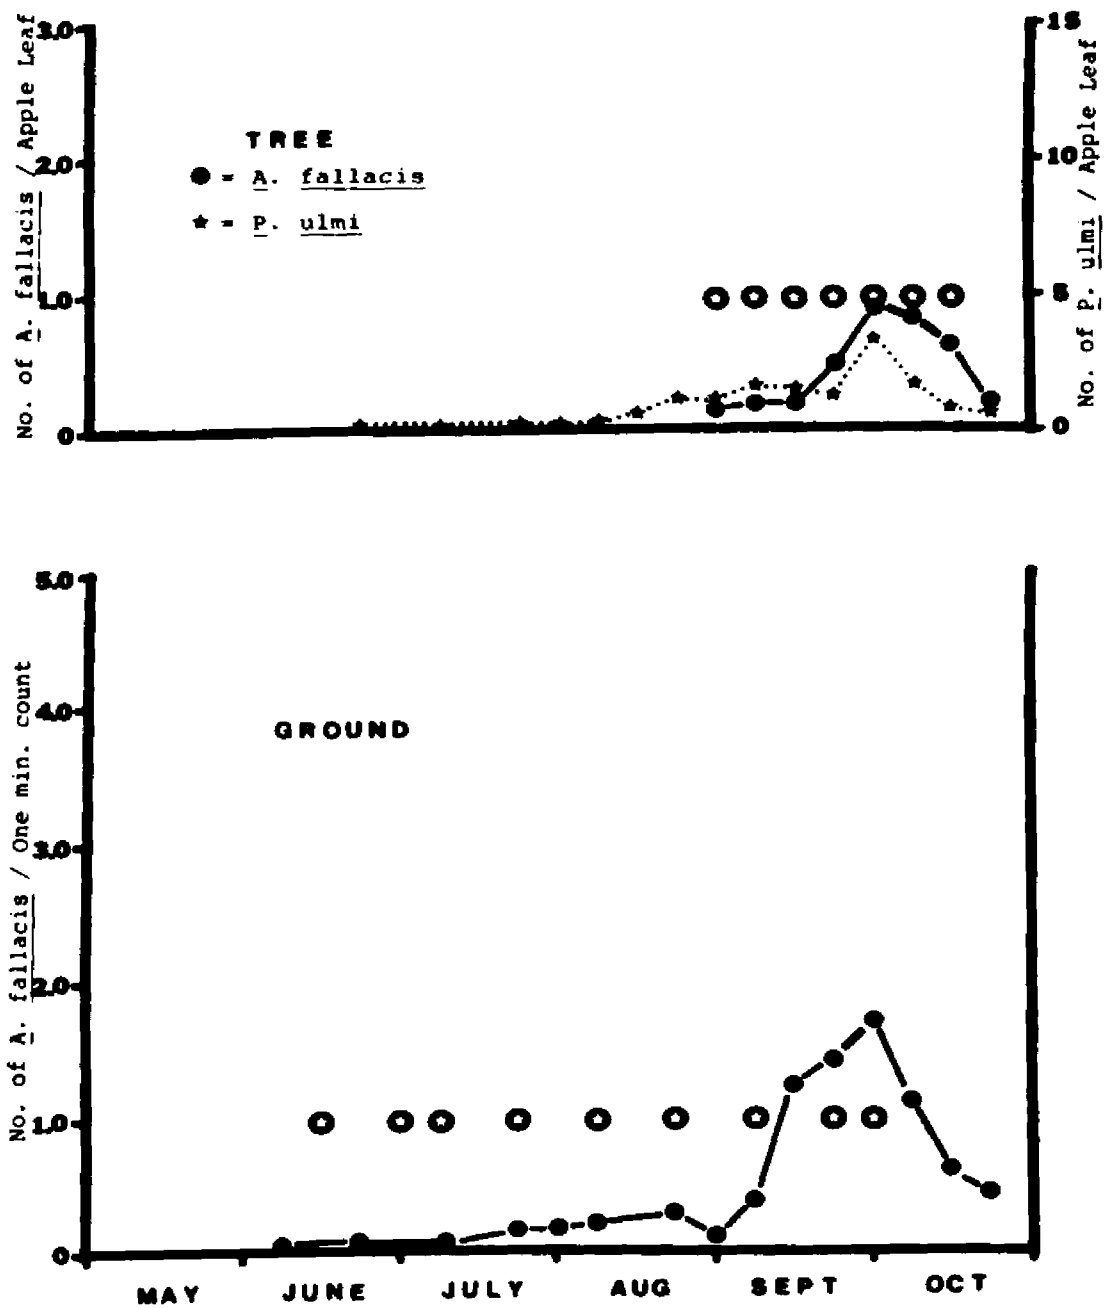 No. of A. fallacis / Apple Leaf
3.0
2.0
1.0
0
TREE
● = A. fallacis
★ = P. ulmi
15
10
5
0
No. of P. ulmi / Apple Leaf
No. of A. fallacis / One min. count
5.0
4.0
3.0
2.0
1.0
0
GROUND
MAY JUNE JULY AUG SEPT OCT